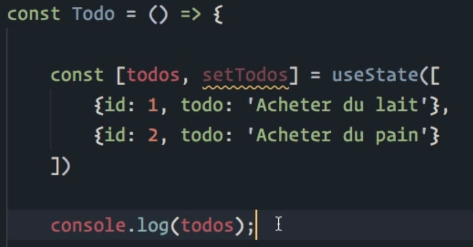 const Todo = () => {
const [todos, setTodos] = useState([
{id: 1, todo: 'Acheter du lait'},
{id: 2, todo: 'Acheter du pain'}
])
console.log(todos);